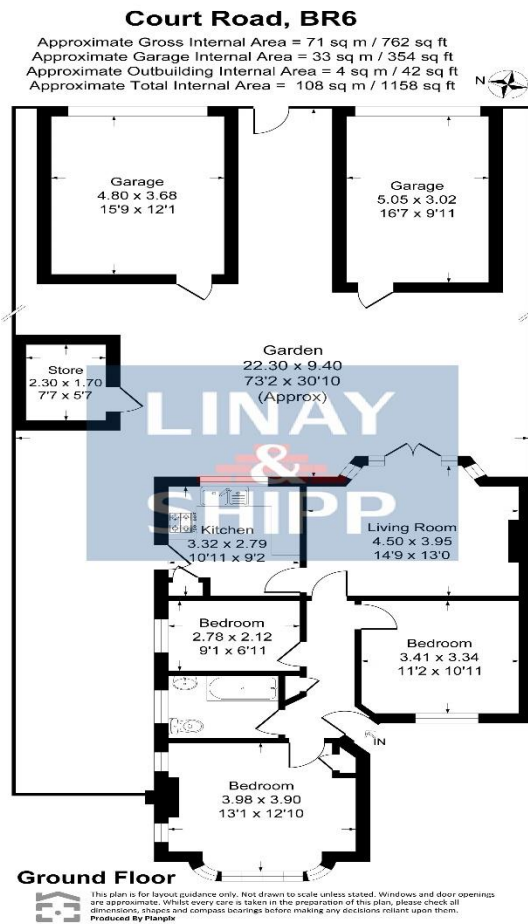 Court Road, BR6
Approximate Gross Internal Area = 71 sq m / 762 sq ft
Approximate Garage Internal Area = 33 sq m / 354 sq ft
Approximate Outbuilding Internal Area = 4 sq m / 42 sq ft
Approximate Total Internal Area = 108 sq m / 1158 sq ft
N
Garage
4.80 x 3.68
15'9 x 12'1
Garage
5.05 x 3.02
16'7 x 9'11
Store
2.30 x 1.70
7'7 x 5'7
Garden
22.30 x 9.40
73'2 x 30'10
(Approx)
LINAY
&
SHIPP
Kitchen
3.32 x 2.79
10'11 x 9'2
Living Room
4.50 x 3.95
14'9 x 13'0
Bedroom
2.78 x 2.12
9'1 x 6'11
Bedroom
3.41 x 3.34
11'2 x 10'11
IN
Bedroom
3.98 x 3.90
13'1 x 12'10
Ground Floor
This plan is for layout guidance only. Not drawn to scale unless stated. Windows and door openings
are approximate. Whilst every care is taken in the preparation of this plan, please check all
dimensions, shapes and compass bearings before making any decisions reliant upon them.
Produced By Planpix